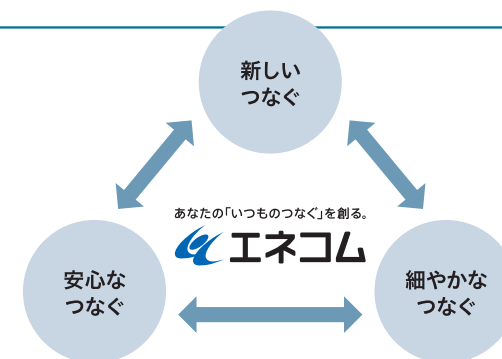 新しい
つなぐ
あなたの「いつものつなぐ」を創る。
エネコム
安心な
つなぐ
細やかな
つなぐ